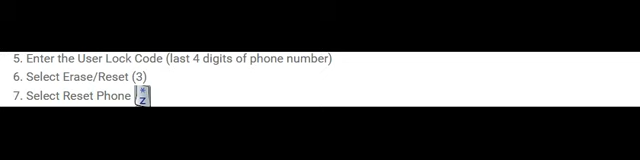 5. Enter the User Lock Code (last 4 digits of phone number)
6. Select Erase/Reset (3)
7. Select Reset Phone * Z